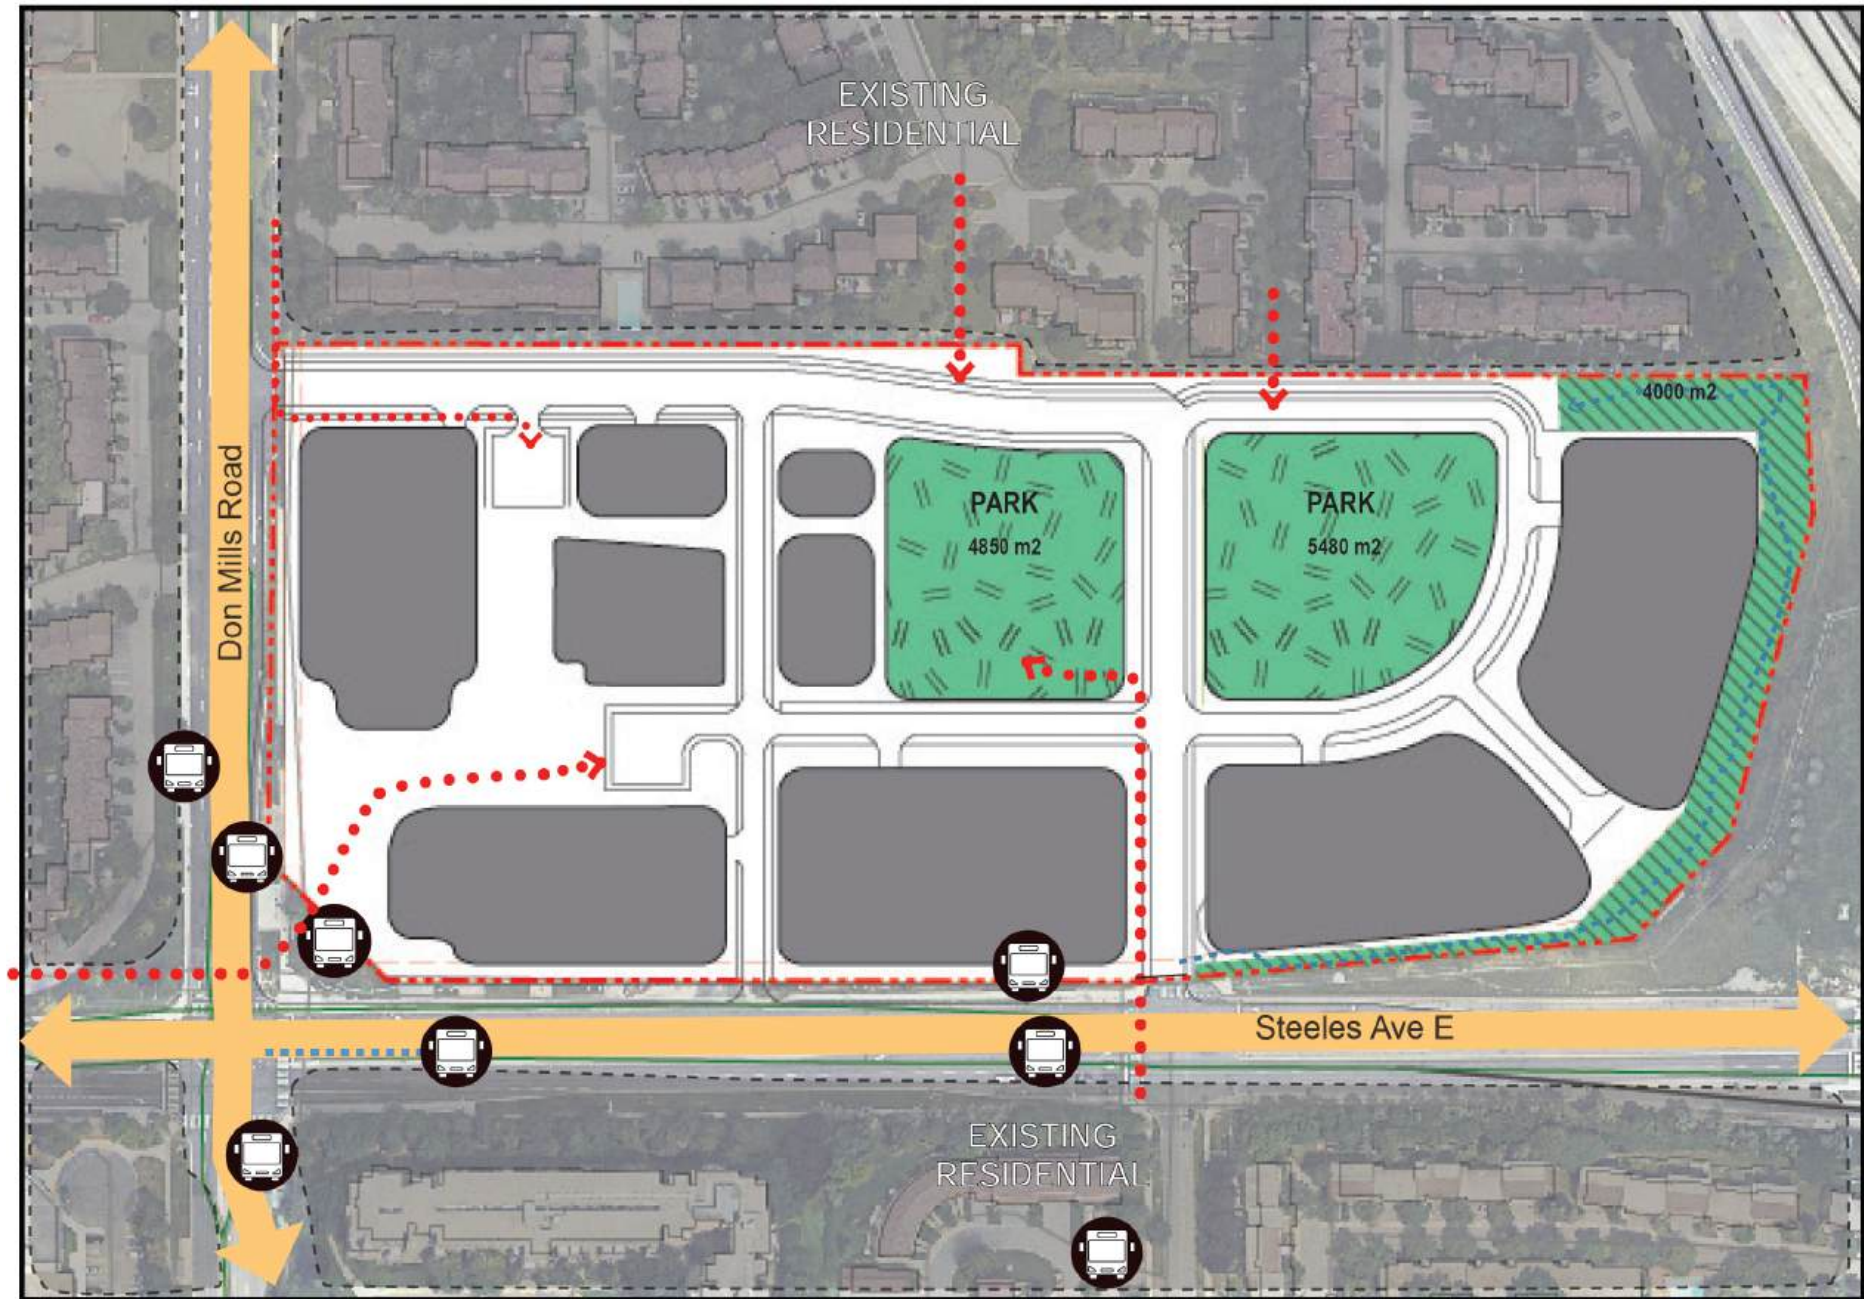 EXISTING
RESIDENTIAL
4000 m2
PARK
4850 m2
PARK
5480 m2
Don Mills Road
Steeles Ave E
EXISTING
RESIDENTIAL